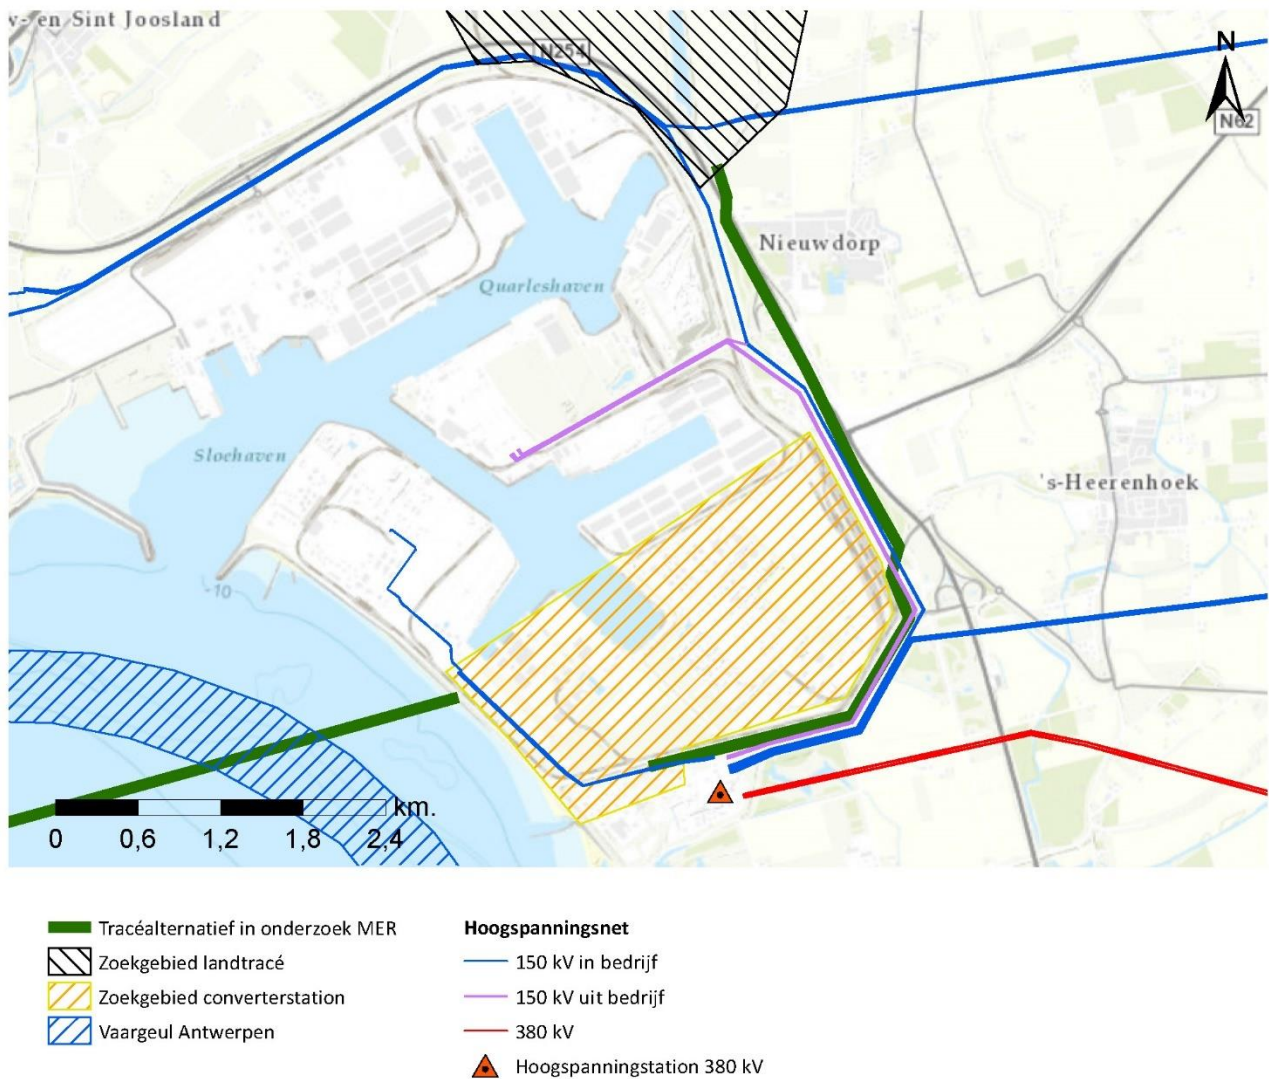 w- en Sint Joosland
N254
N
N62
Nieuwdorp
Quarleshaven
Sloehaven
's-Heerenhoek
-10
km.
0 0,6 1,2 1,8 2,4
Tracéalternatief in onderzoek MER
Zoekgebied landtracé
Zoekgebied converterstation
Vaargeul Antwerpen
Hoogspanningsnet
150 kV in bedrijf
150 kV uit bedrijf
380 kV
Hoogspanningstation 380 kV